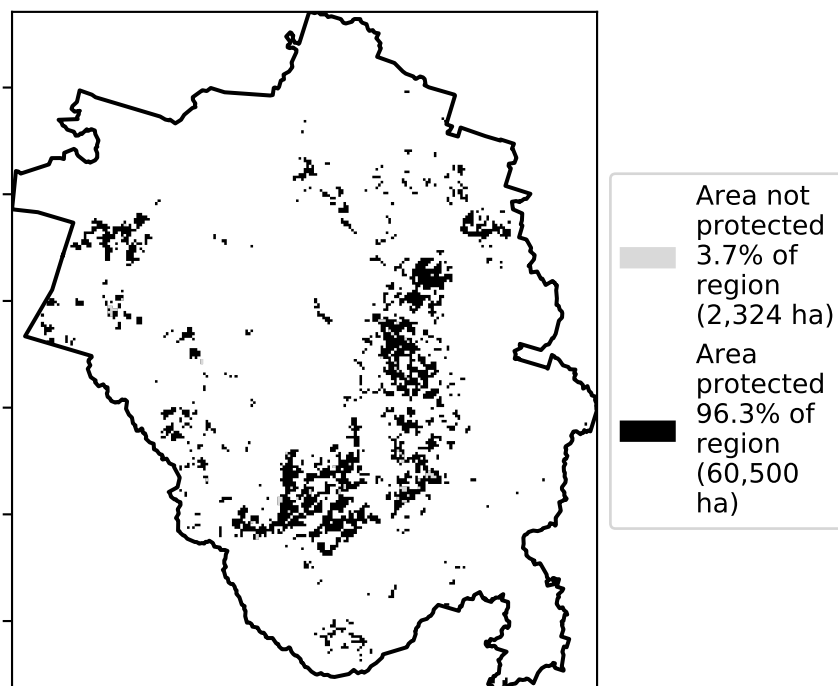 Area not
protected
3.7% of
region
(2,324 ha)
Area
protected
96.3% of
region
(60,500
ha)